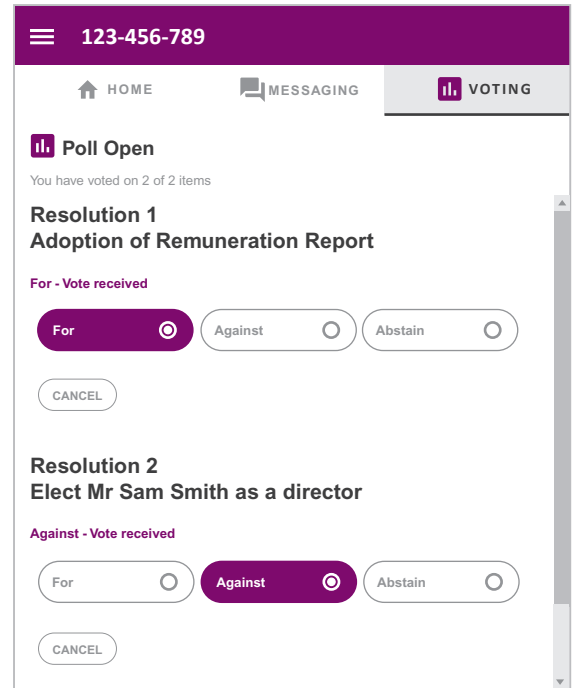 123-456-789
HOME MESSAGING VOTING
Poll Open
You have voted on 2 of 2 items
Resolution 1
Adoption of Remuneration Report
For - Vote received
For Against Abstain
CANCEL
Resolution 2
Elect Mr Sam Smith as a director
Against - Vote received
For Against Abstain
CANCEL